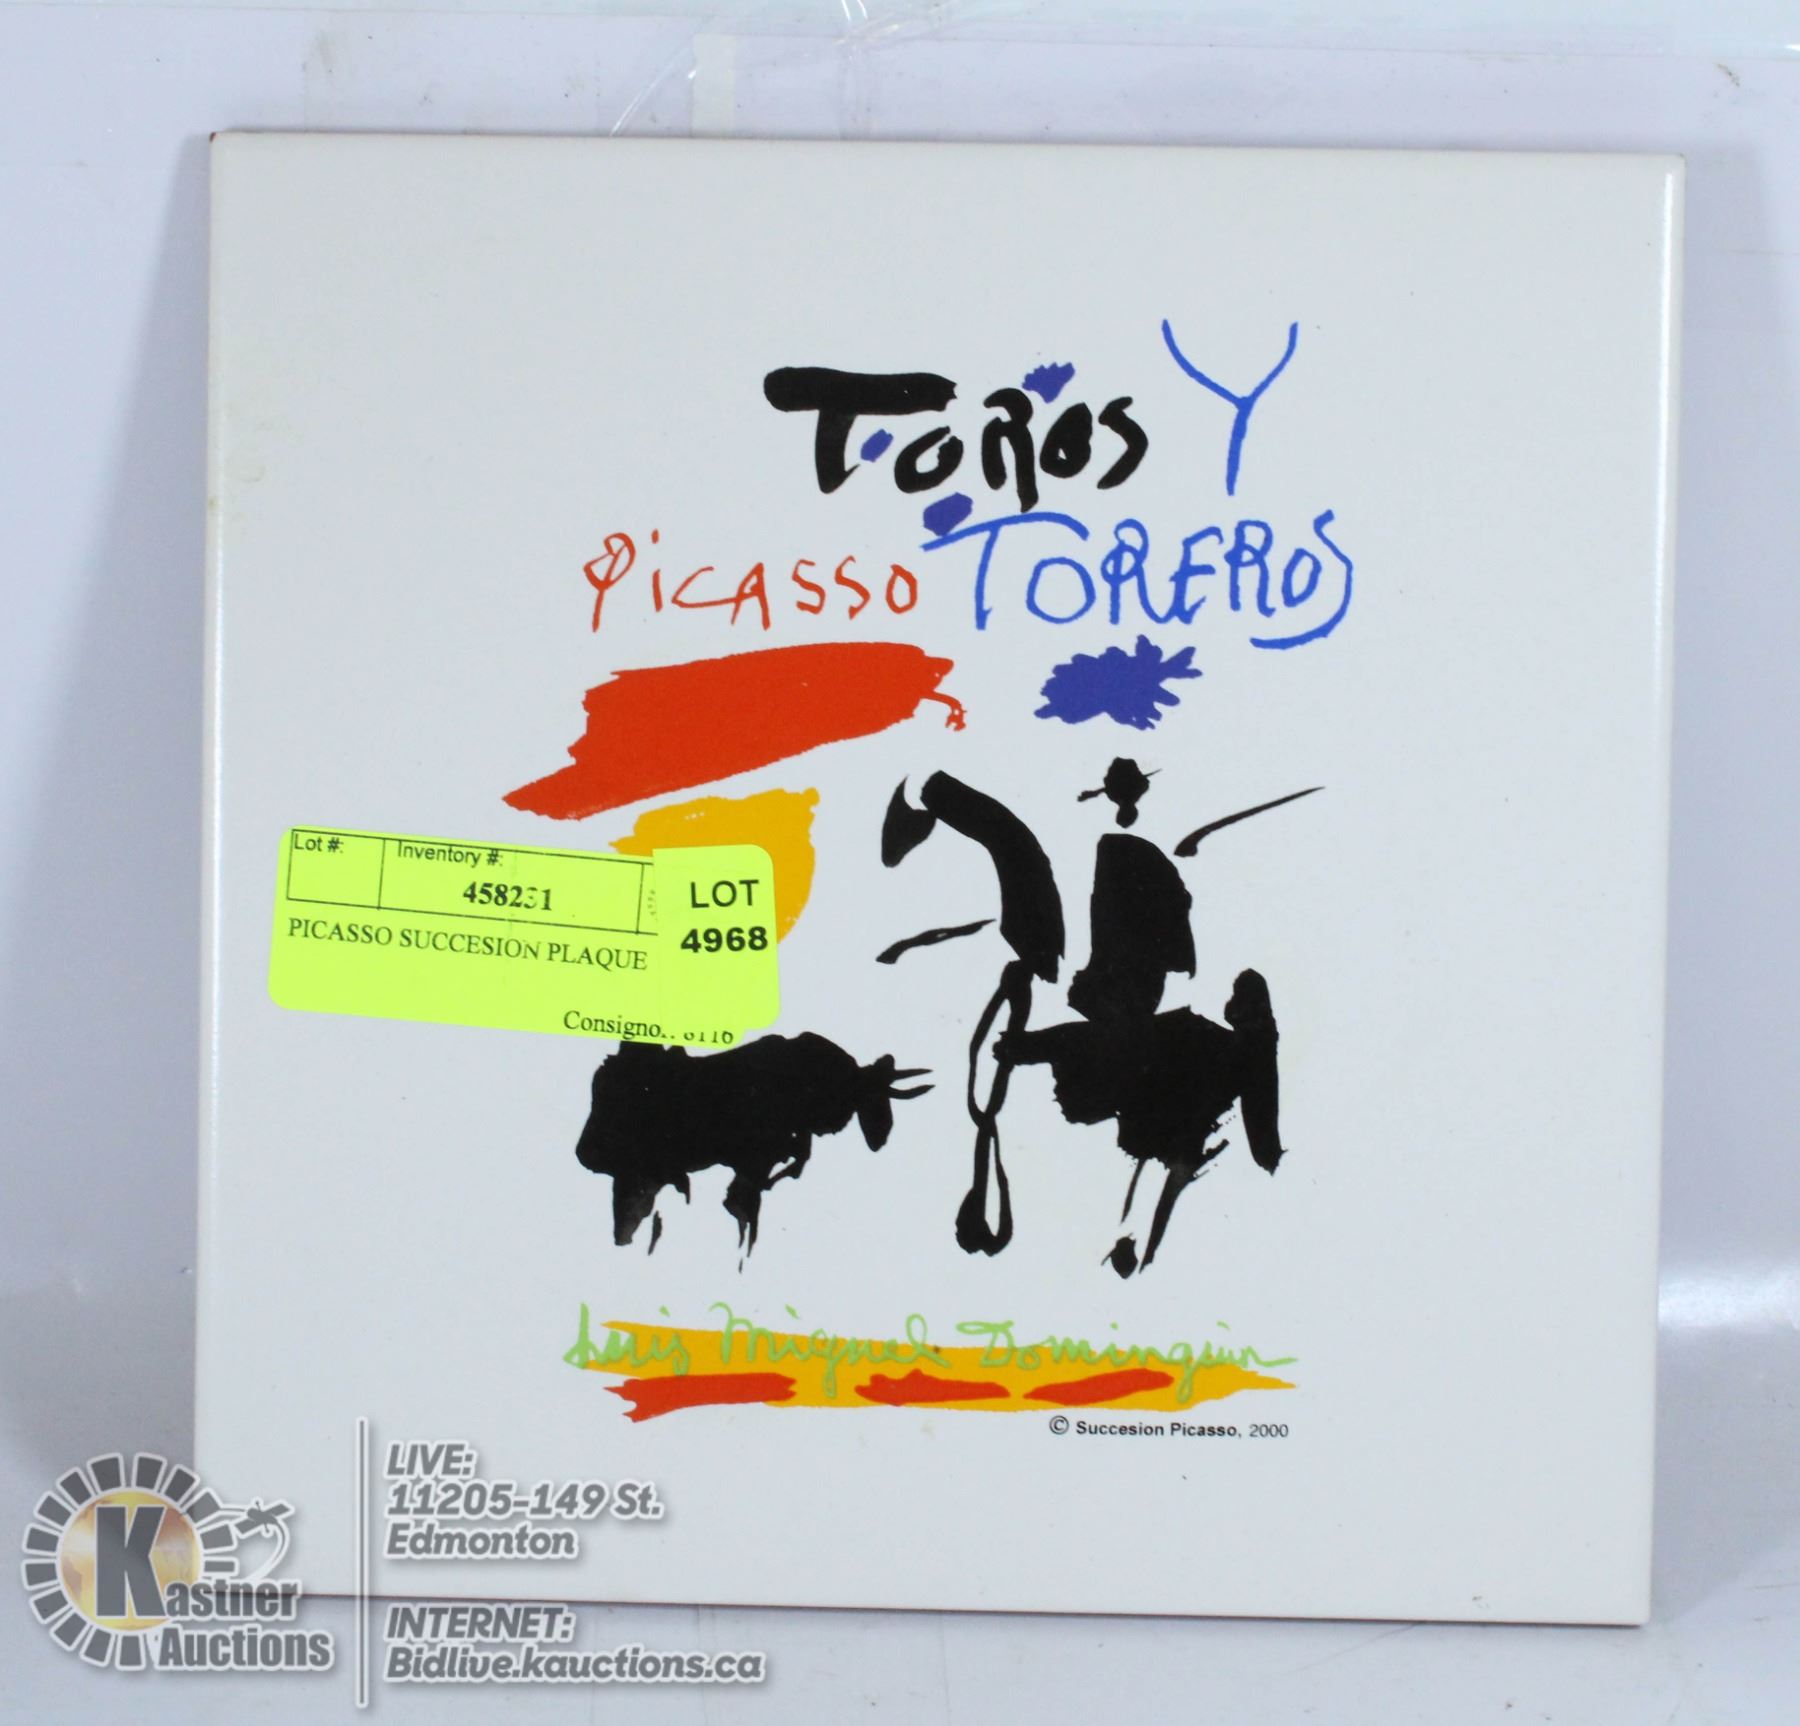 TOROS Y
PICASSO TOREROS
Lot #: Inventory #:
LOT
4968
PICASSO SUCCESION PLAQUE
Luis Miguel Dominguin
© Succesion Picasso, 2000
Kastner
Auctions
LIVE:
11205-149 St.
Edmonton
INTERNET:
Bidlive.kauctions.ca